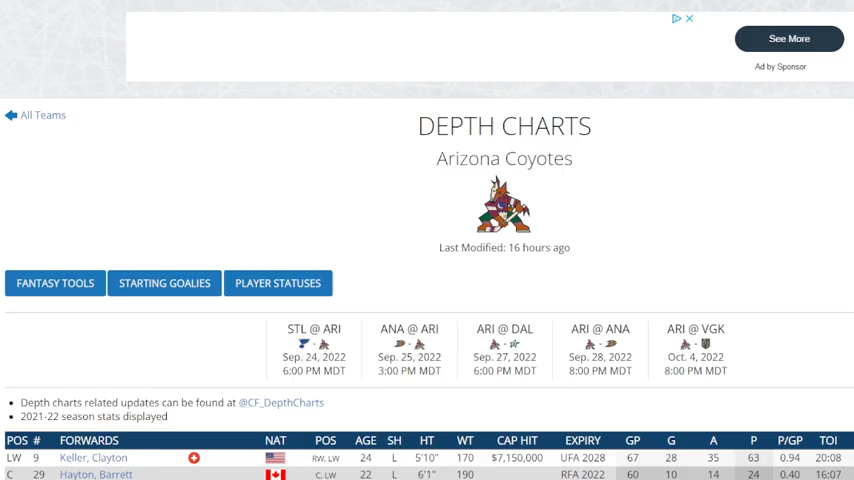 See More
Ad by Sponsor
All Teams
DEPTH CHARTS
Arizona Coyotes
Last Modified: 16 hours ago
FANTASY TOOLS STARTING GOALIES PLAYER STATUSES
STL @ ARI ANA @ ARI ARI @ DAL ARI @ ANA ARI @ VGK
- - - - -
Sep. 24, 2022 Sep. 25, 2022 Sep. 27, 2022 Sep. 28, 2022 Oct. 4, 2022
6:00 PM MDT 3:00 PM MDT 6:00 PM MDT 8:00 PM MDT 8:00 PM MDT
• Depth charts related updates can be found at @CF_DepthCharts
• 2021-22 season stats displayed
POS # FORWARDS NAT POS AGE SH HT WT CAP HIT EXPIRY GP G A P P/GP TOI
LW 9 Keller, Clayton RW, LW 24 L 5'10" 170 $7,150,000 UFA 2028 67 28 35 63 0.94 20:08
C 29 Hayton, Barrett C, LW 22 L 6'1" 190 RFA 2022 60 10 14 24 0.40 16:07